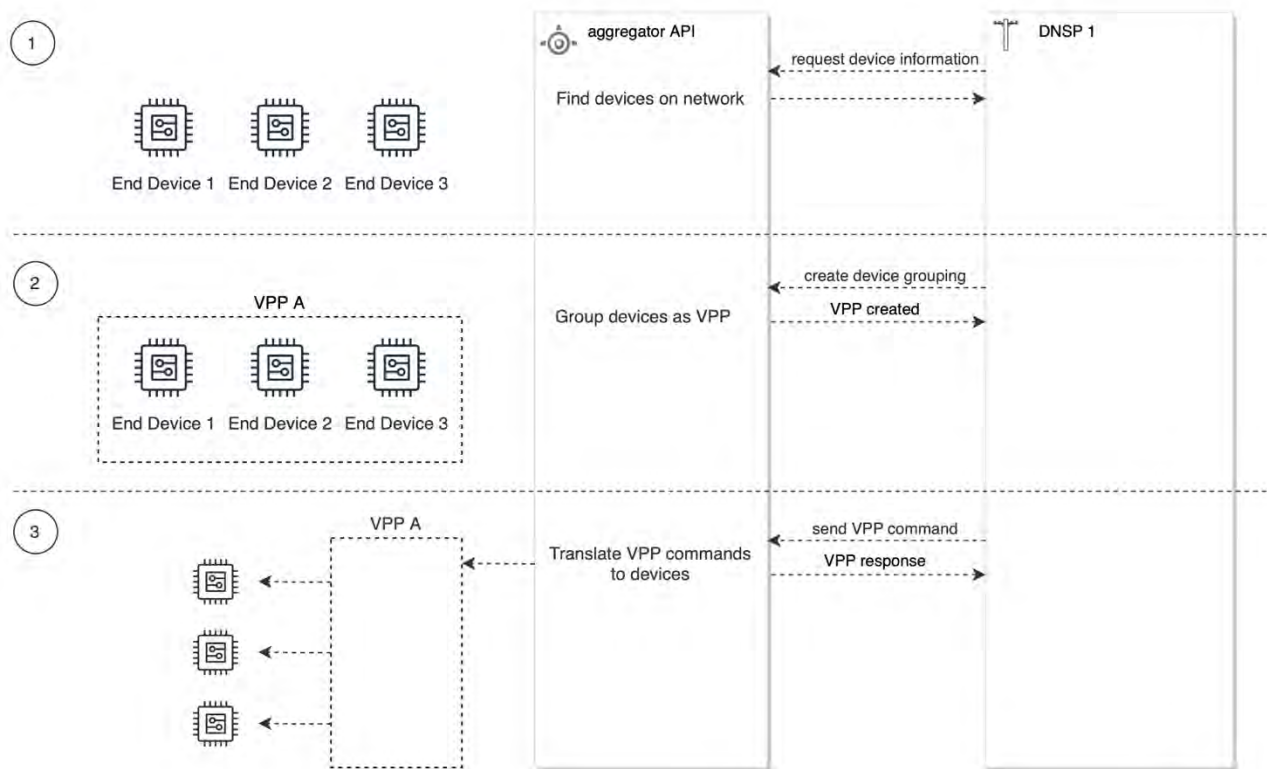 1
aggregator API
DNSP 1
request device information
Find devices on network
End Device 1 End Device 2 End Device 3
2
create device grouping
VPP A
Group devices as VPP
VPP created
End Device 1 End Device 2 End Device 3
3
VPP A
send VPP command
Translate VPP commands
to devices
VPP response